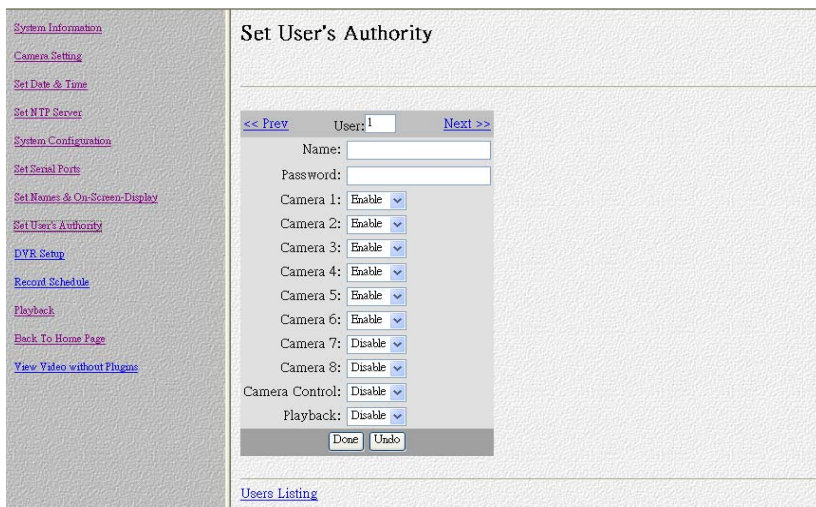 System Information
Camera Setting
Set Date & Time
Set NTP Server
System Configuration
Set Serial Ports
Set Names & On-Screen-Display
Set User's Authority
DVR Setup
Record Schedule
Playback
Back To Home Page
View Video without Plugins
Set User's Authority
<< Prev User: 1 Next >>
Name:
Password:
Camera 1: Enable
Camera 2: Enable
Camera 3: Enable
Camera 4: Enable
Camera 5: Enable
Camera 6: Enable
Camera 7: Disable
Camera 8: Disable
Camera Control: Disable
Playback: Disable
Done Undo
Users Listing